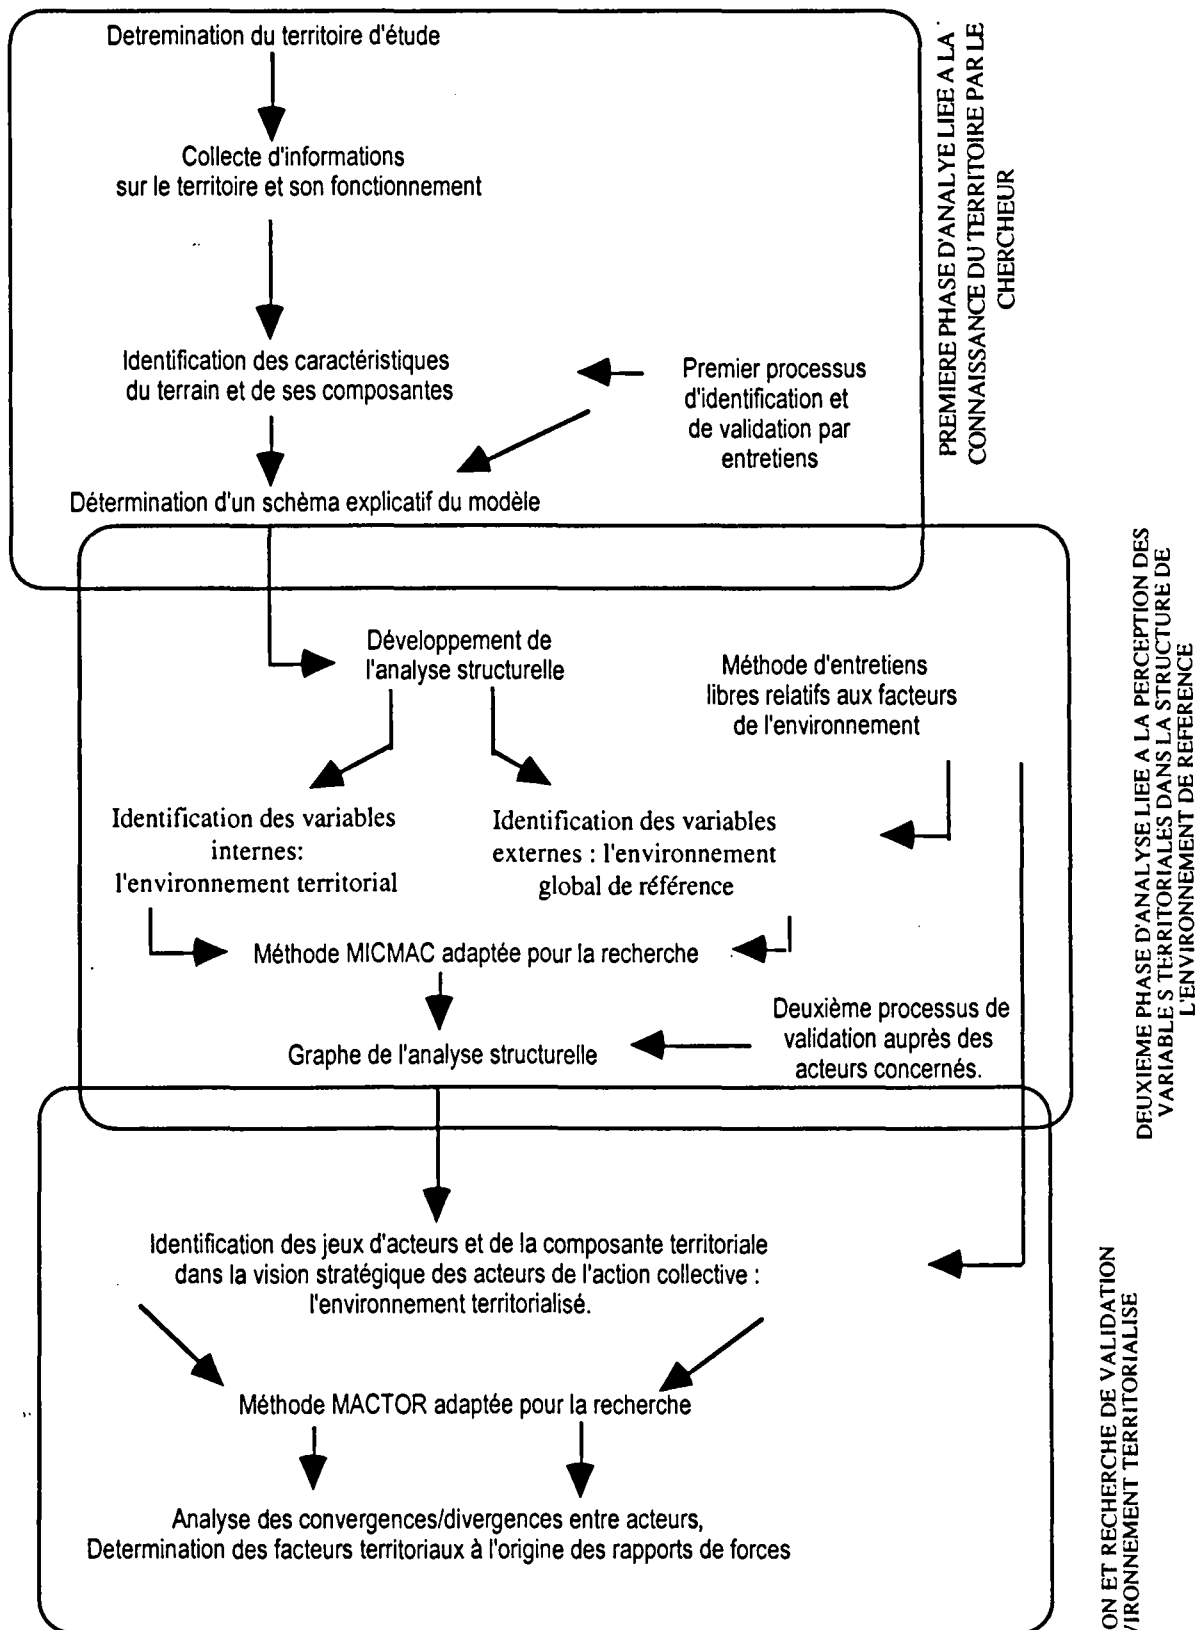 Detremination du territoire d'étude
Collecte d'informations
sur le territoire et son fonctionnement
Identification des caractéristiques
du terrain et de ses composantes
Premier processus
d'identification et
de validation par
entretiens
Détermination d'un schèma explicatif du modèle
PREMIERE PHASE D'ANALYE LIEE A LA
CONNAISSANCE DU TERRITOIRE PAR LE
CHERCHEUR
Développement de
l'analyse structurelle
Méthode d'entretiens
libres relatifs aux facteurs
de l'environnement
Identification des variables
internes:
l'environnement territorial
Identification des variables
externes : l'environnement
global de référence
Méthode MICMAC adaptée pour la recherche
Graphe de l'analyse structurelle
Deuxième processus de
validation auprès des
acteurs concernés.
DEUXIEME PHASE D'ANALYSE LIEE A LA PERCEPTION DES
VARIABLE S TERRITORIALES DANS LA STRUCTURE DE
L'ENVIRONNEMENT DE REFERENCE
Identification des jeux d'acteurs et de la composante territoriale
dans la vision stratégique des acteurs de l'action collective :
l'environnement territorialisé.
Méthode MACTOR adaptée pour la recherche
Analyse des convergences/divergences entre acteurs,
Determination des facteurs territoriaux à l'origine des rapports de forces
ON ET RECHERCHE DE VALIDATION
VIRONNEMENT TERRITORIALISE